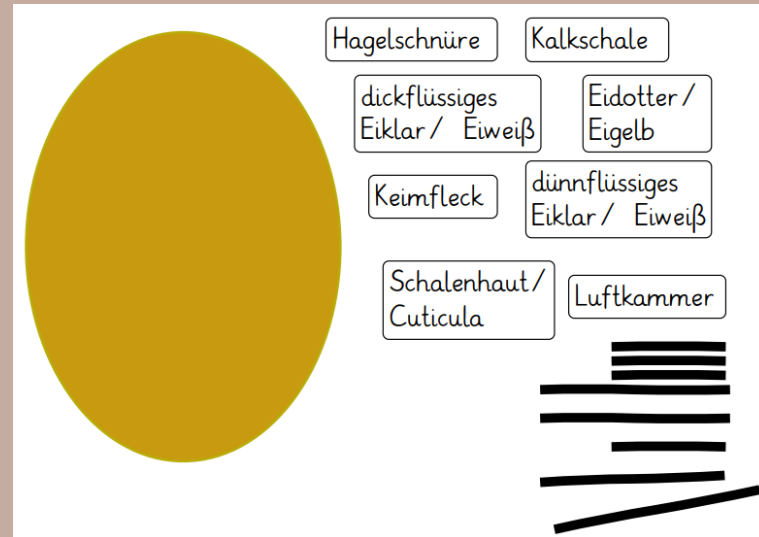 Hagelschnüre
Kalkschale
dickflüssiges
Eiklar / Eiweiß
Eidotter /
Eigelb
Keimfleck
dünnflüssiges
Eiklar / Eiweiß
Schalenhaut /
Cuticula
Luftkammer